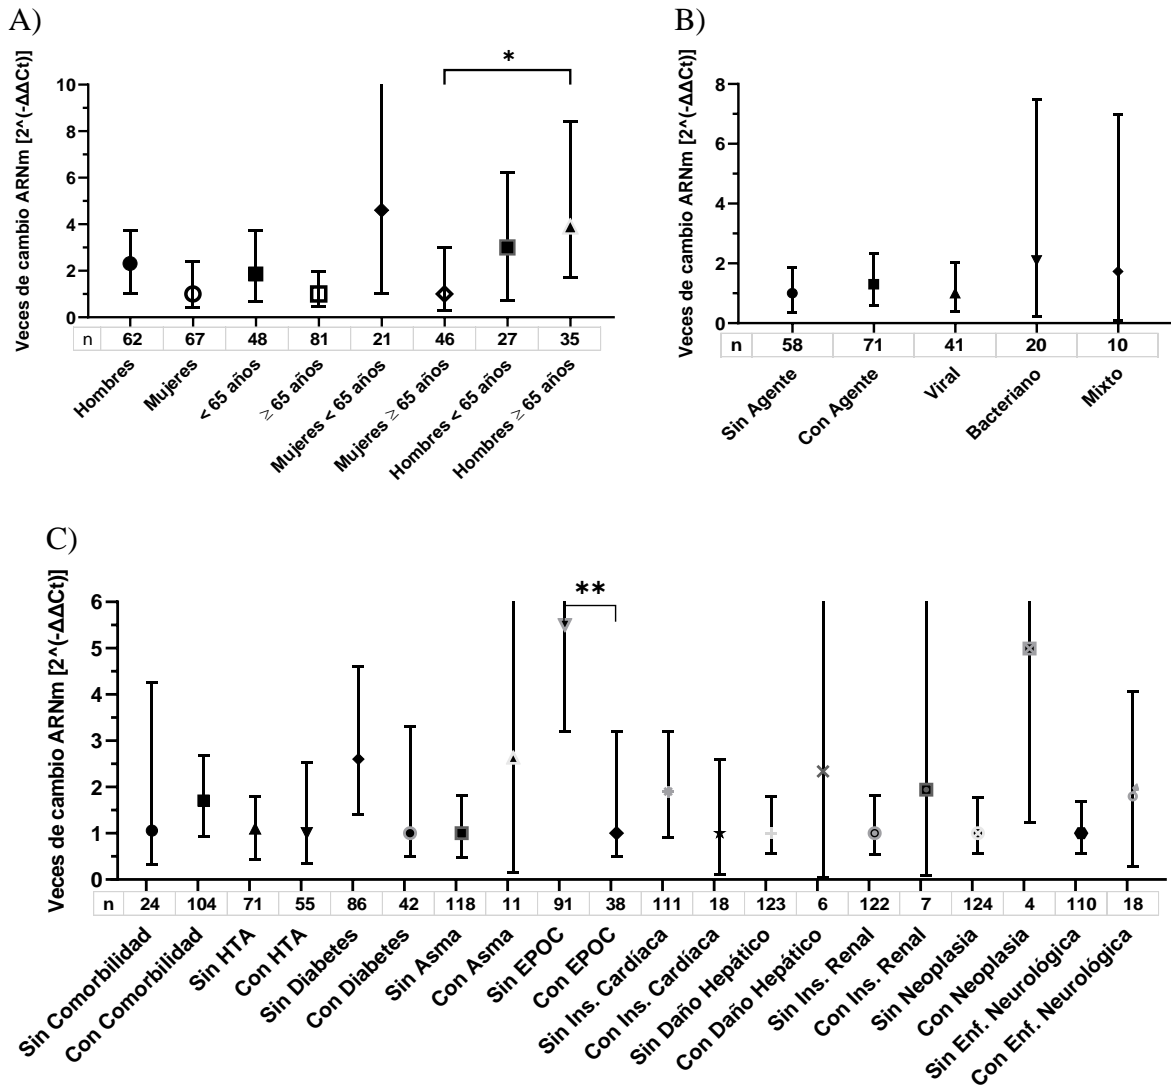 A)
Veces de cambio ARNm [2^(-ΔΔCt)]
*
10
8
6
4
2
0
n 62 67 48 81 21 46 27 35
Hombres
Mujeres
< 65 años
≥ 65 años
Mujeres < 65 años
Mujeres ≥ 65 años
Hombres < 65 años
Hombres ≥ 65 años
B)
Veces de cambio ARNm [2^(-ΔΔCt)]
8
6
4
2
0
n 58 71 41 20 10
Sin Agente
Con Agente
Viral
Bacteriano
Mixto
C)
Veces de cambio ARNm [2^(-ΔΔCt)]
**
6
5
4
3
2
1
0
n 24 104 71 55 86 42 118 11 91 38 111 18 123 6 122 7 124 4 110 18
Sin Comorbilidad
Con Comorbilidad
Sin HTA
Con HTA
Sin Diabetes
Con Diabetes
Sin Asma
Con Asma
Sin EPOC
Con EPOC
Sin Ins. Cardíaca
Con Ins. Cardíaca
Sin Daño Hepático
Con Daño Hepático
Sin Ins. Renal
Con Ins. Renal
Sin Neoplasia
Con Neoplasia
Sin Enf. Neurológica
Con Enf. Neurológica